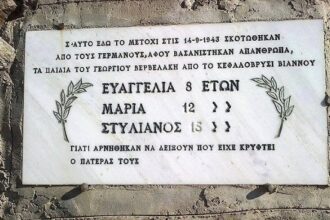 Σ'ΑΥΤΟ ΕΔΩ ΤΟ ΜΕΤΟΧΙ ΣΤΙΣ 14-9-1943 ΣΚΟΤΩΘΗΚΑΝ
ΑΠΟ ΤΟΥΣ ΓΕΡΜΑΝΟΥΣ, ΑΦΟΥ ΒΑΣΑΝΙΣΤΗΚΑΝ ΑΠΑΝΘΡΩΠΑ,
ΤΑ ΠΑΙΔΙΑ ΤΟΥ ΓΕΩΡΓΙΟΥ ΒΕΡΒΕΛΑΚΗ ΑΠΟ ΤΟ ΚΕΦΑΛΟΒΡΥΣΙ ΒΙΑΝΝΟΥ
ΕΥΑΓΓΕΛΙΑ 8 ΕΤΩΝ
ΜΑΡΙΑ 12 >>
ΣΤΥΛΙΑΝΟΣ 15 >>
ΓΙΑΤΙ ΑΡΝΗΘΗΚΑΝ ΝΑ ΔΕΙΞΟΥΝ ΠΟΥ ΕΙΧΕ ΚΡΥΦΤΕΙ
Ο ΠΑΤΕΡΑΣ ΤΟΥΣ